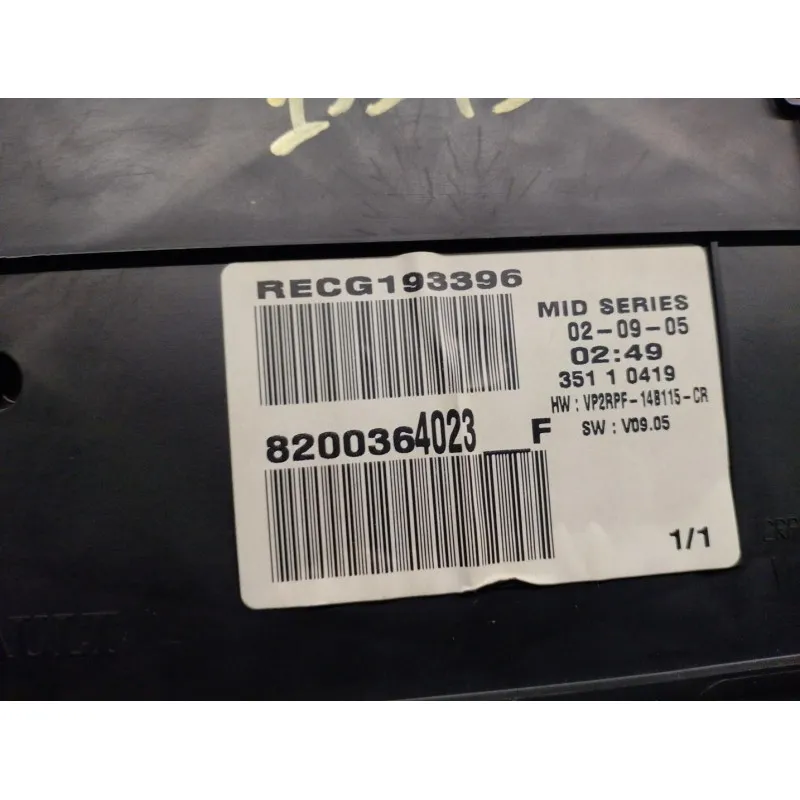 RECG193396
MID SERIES
02-09-05
02:49
351 1 0419
HW : VP2RPF-14B115-CR
SW : V09.05
8200364023__F
1/1